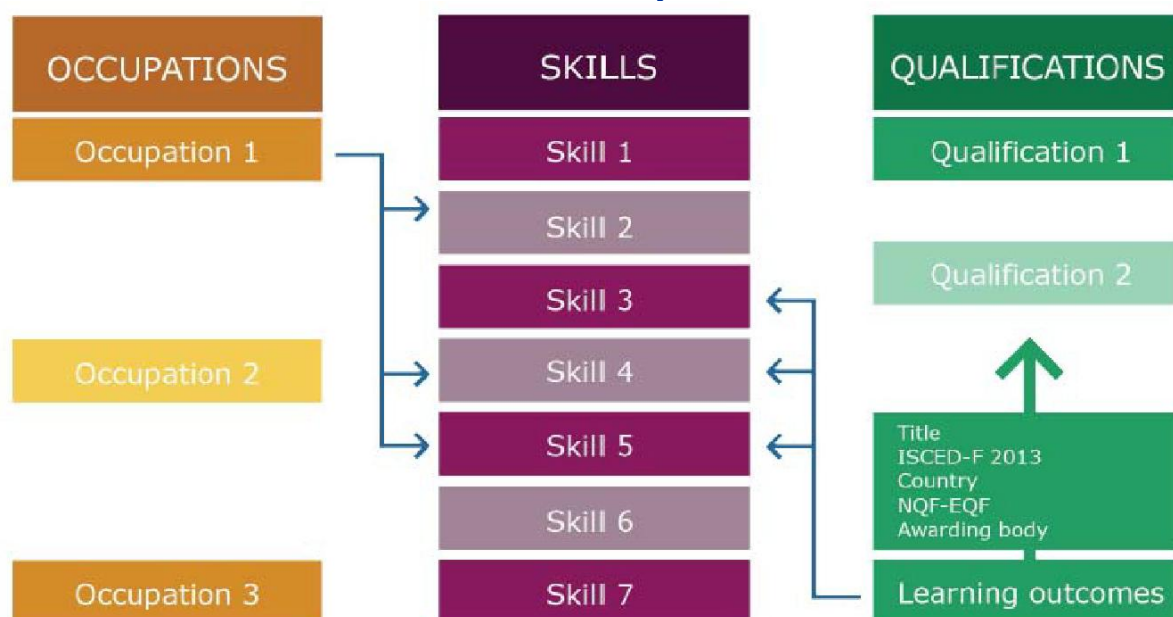 OCCUPATIONS
Occupation 1
Occupation 2
Occupation 3
SKILLS
Skill 1
Skill 2
Skill 3
Skill 4
Skill 5
Skill 6
Skill 7
QUALIFICATIONS
Qualification 1
Qualification 2
Title
ISCED-F 2013
Country
NQF-EQF
Awarding body
Learning outcomes